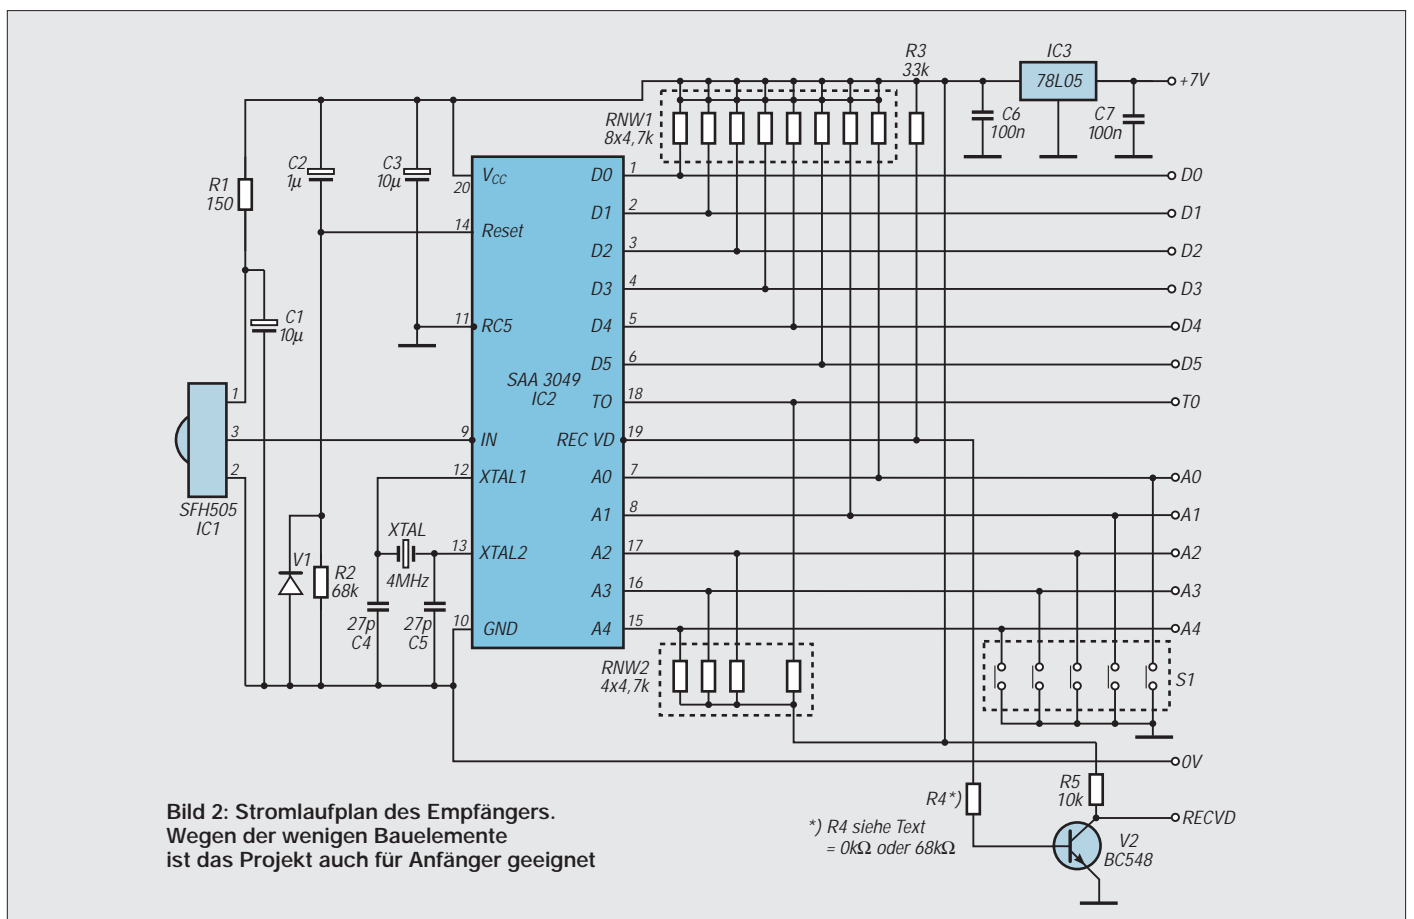 R3
33k
IC3
78L05
+7V
RNW1
8x4,7k
C6
100n
C7
100n
C2
1µ
C3
10µ
R1
150
20
VCC
D0
1
D0
14
Reset
D1
2
D1
D2
3
D2
D3
4
D3
C1
10µ
11
RC5
D4
5
D4
D5
6
D5
SAA 3049
IC2
TO
18
T0
1
3
2
9
IN
REC VD
19
12
XTAL1
A0
7
A0
SFH505
IC1
A1
8
A1
XTAL
4MHz
13
XTAL2
A2
17
A2
V1
R2
68k
A3
16
A3
27p
C4
27p
C5
10
GND
A4
15
A4
RNW2
4x4,7k
S1
0V
R4*)
R5
10k
RECVD
V2
BC548
*) R4 siehe Text
= 0kΩ oder 68kΩ
Bild 2: Stromlaufplan des Empfängers.
Wegen der wenigen Bauelemente
ist das Projekt auch für Anfänger geeignet